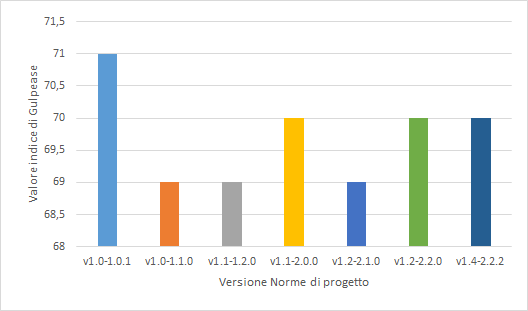 71,5
71
70,5
70
69,5
69
68,5
68
Valore indice di Gulpease
v1.0-1.0.1 v1.0-1.1.0 v1.1-1.2.0 v1.1-2.0.0 v1.2-2.1.0 v1.2-2.2.0 v1.4-2.2.2
Versione Norme di progetto